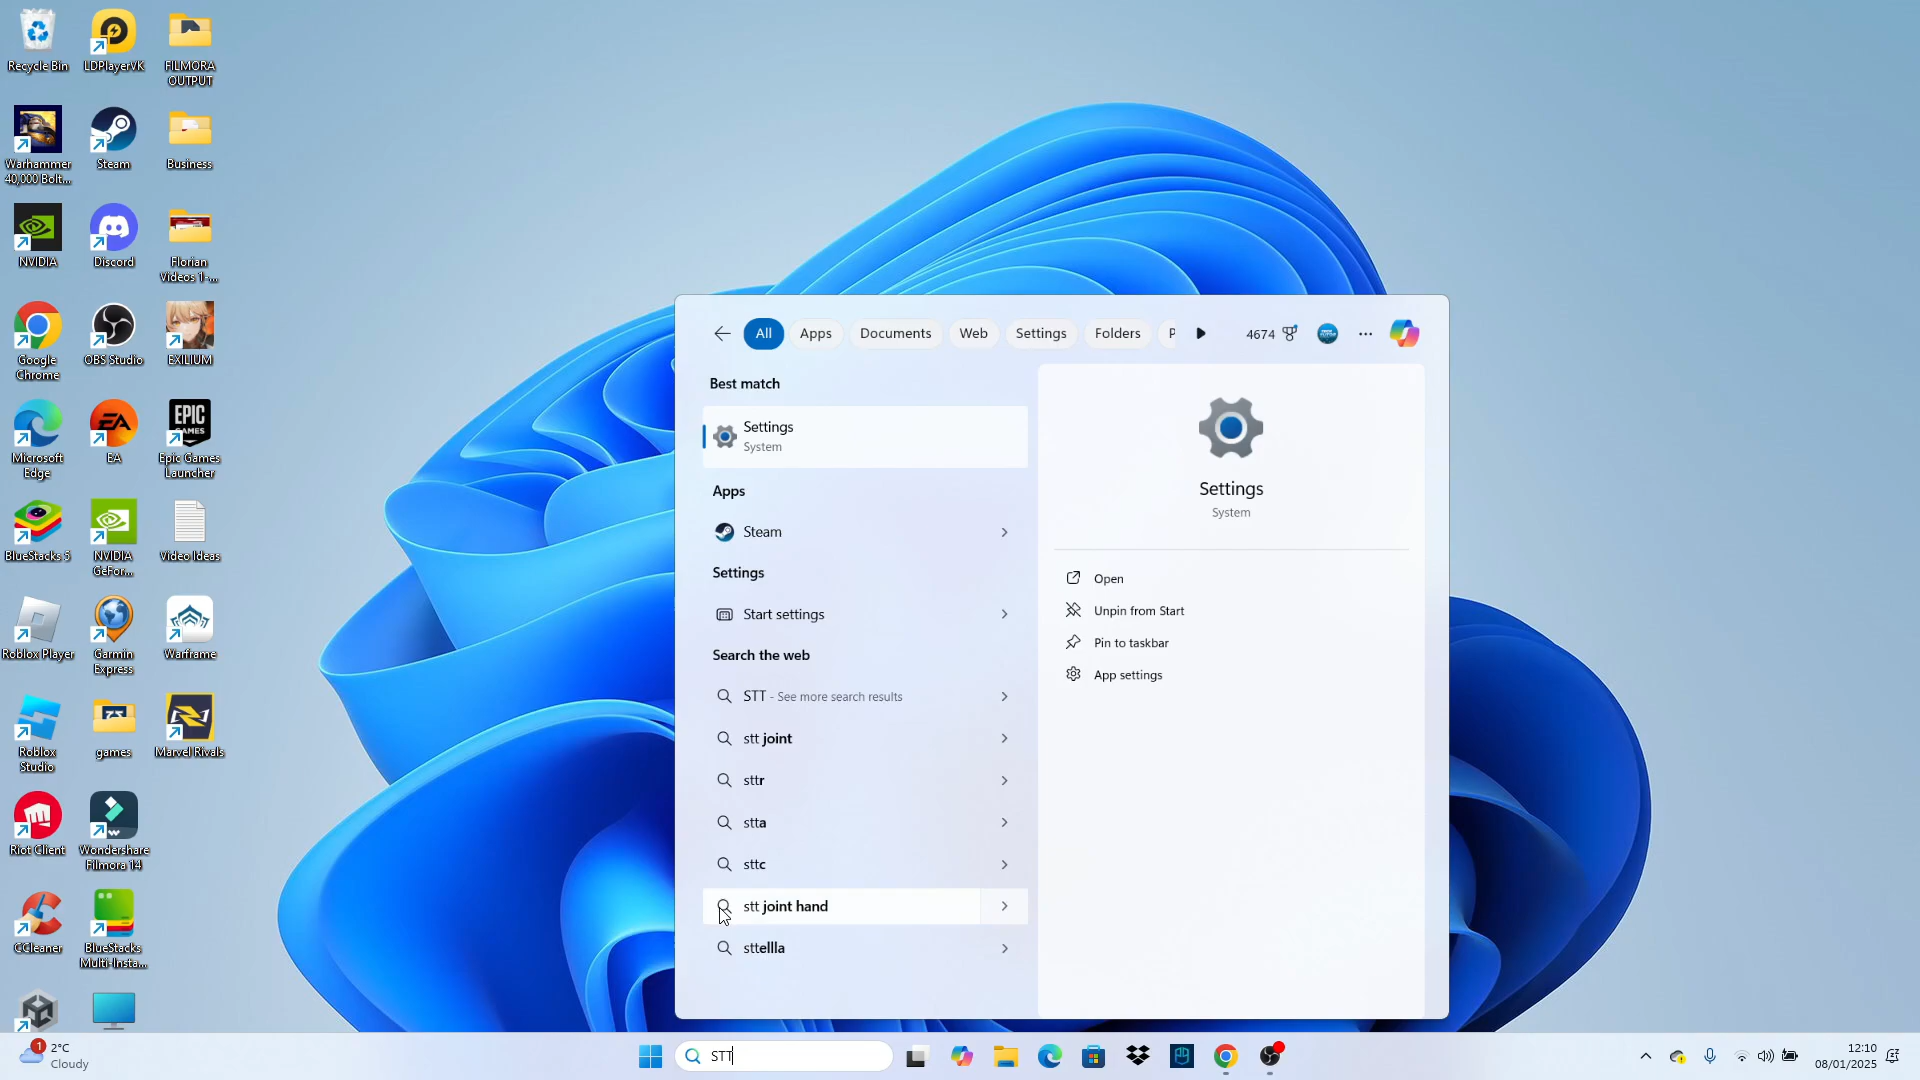 Recycle Bin
LDPlayerVK
FILMORA
OUTPUT
Warhammer
40,000 Bolt...
Steam
Business
NVIDIA
Discord
Florian
Videos 1-...
Google
Chrome
OBS Studio
EXILIUM
Microsoft
Edge
EA
EPIC
GAMES
Epic Games
Launcher
BlueStacks 5
NVIDIA
GeFor...
Video Ideas
Roblox Player
Garmin
Express
Warframe
Roblox
Studio
games
Marvel Rivals
Riot Client
Wondershare
Filmora 14
CCleaner
BlueStacks
Multi-Insta...
All
Apps
Documents
Web
Settings
Folders
P
4674
Best match
Settings
System
Apps
Steam
Settings
Start settings
Search the web
STT - See more search results
stt joint
sttr
stta
sttc
stt joint hand
sttellla
Settings
System
Open
Unpin from Start
Pin to taskbar
App settings
1
2°C
Cloudy
STT
12:10
08/01/2025